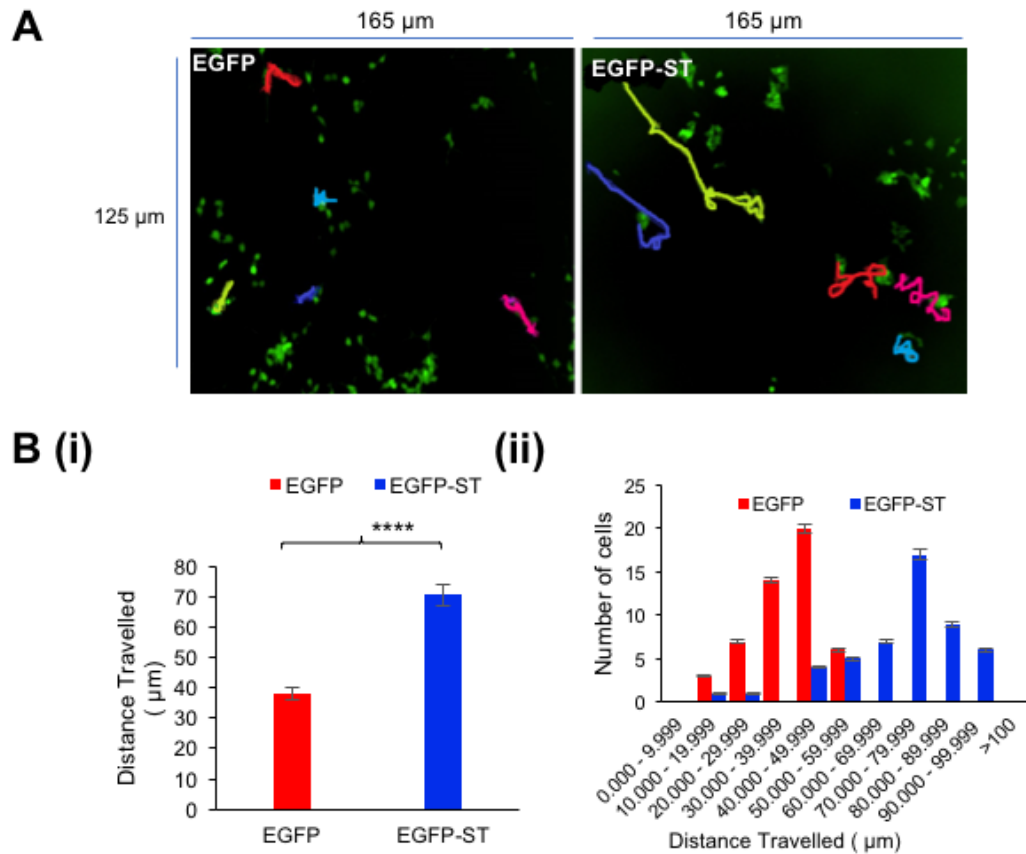 A
165 µm
165 µm
EGFP
EGFP-ST
125 µm
B (i)
(ii)
EGFP
EGFP-ST
****
Distance Travelled
( µm)
80
70
60
50
40
30
20
10
0
EGFP
EGFP-ST
EGFP
EGFP-ST
Number of cells
25
20
15
10
5
0
0.000 - 9.999
10.000 - 19.999
20.000 - 29.999
30.000 - 39.999
40.000 - 49.999
50.000 - 59.999
60.000 - 69.999
70.000 - 79.999
80.000 - 89.999
90.000 - 99.999
>100
Distance Travelled ( µm)